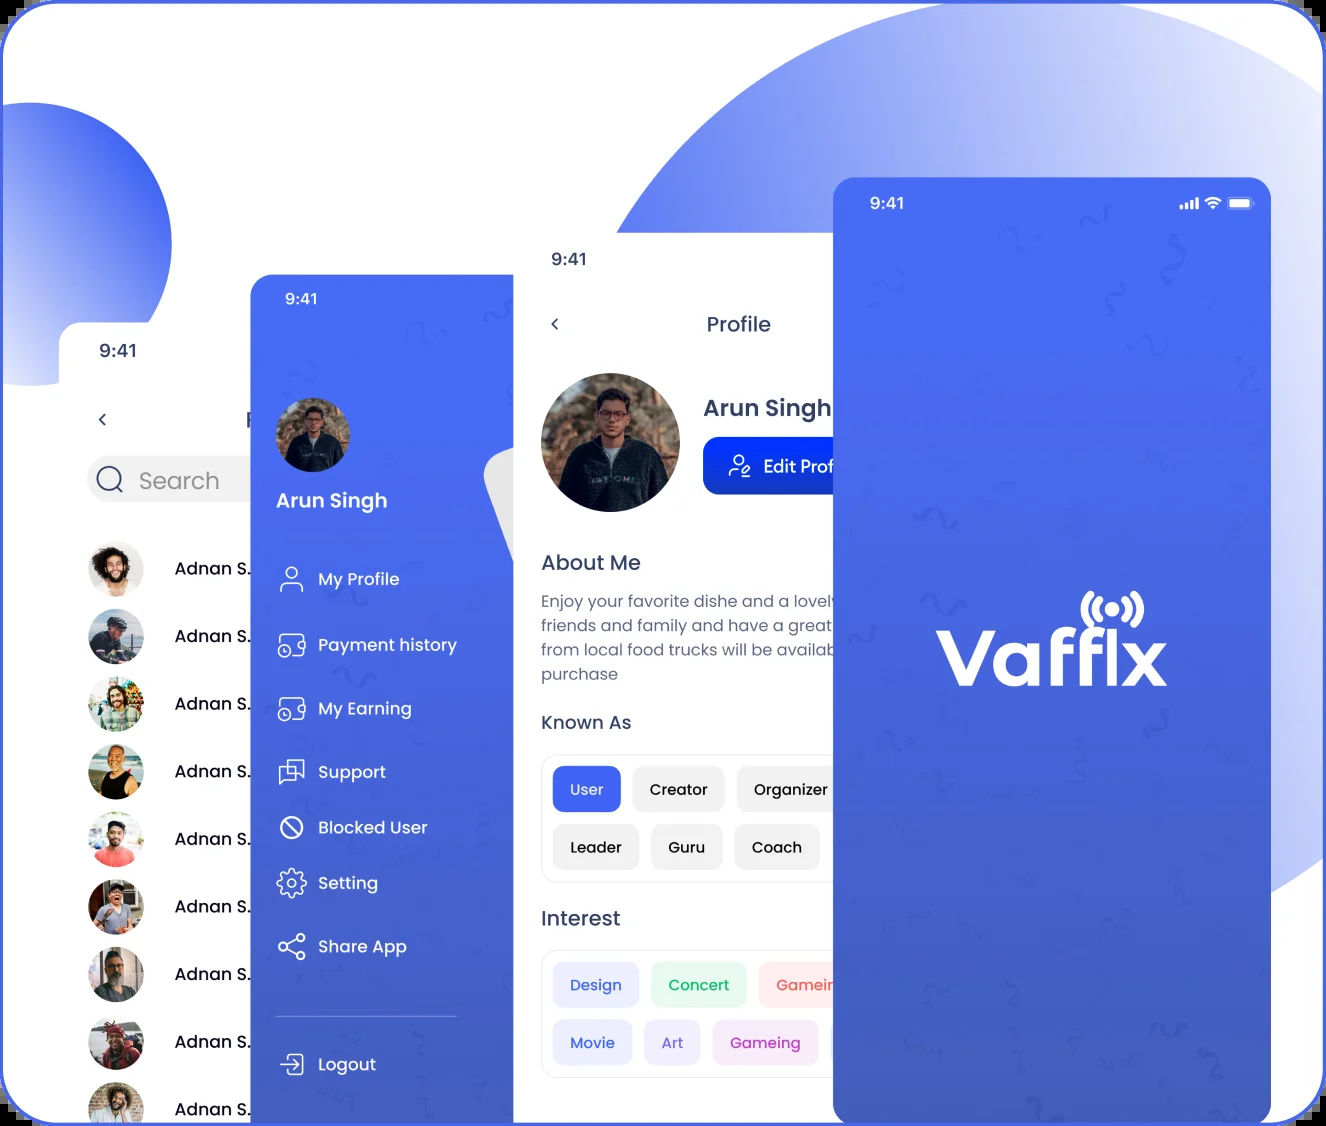 9:41
Search
Adnan S.
Adnan S.
Adnan S.
Adnan S.
Adnan S.
Adnan S.
Adnan S.
Adnan S.
Adnan S.
9:41
Arun Singh
My Profile
Payment history
My Earning
Support
Blocked User
Setting
Share App
Logout
9:41
Profile
Arun Singh
Edit Prof
AWESOME
About Me
Enjoy your favorite dishe and a lovely
friends and family and have a great
from local food trucks will be availab
purchase
Known As
User Creator Organizer
Leader Guru Coach
Interest
Design Concert Gamein
Movie Art Gameing
9:41
Vafflx